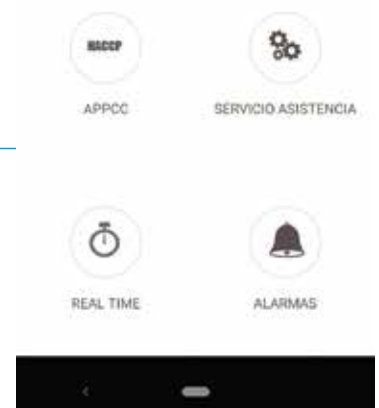 HACCP
APPCC
SERVICIO ASISTENCIA
REAL TIME
ALARMAS